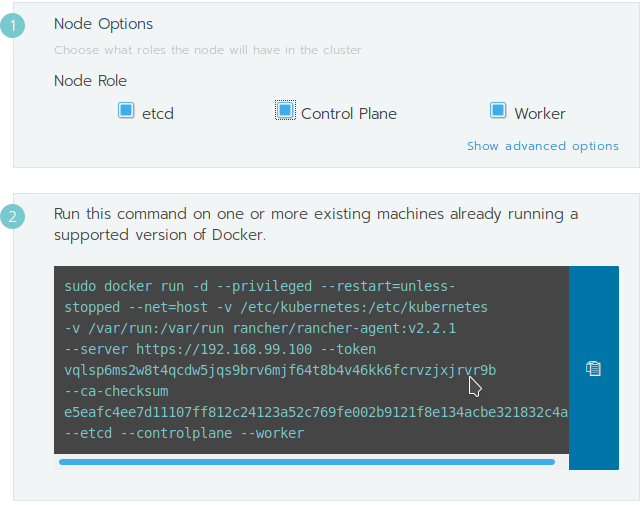 1
Node Options
Choose what roles the node will have in the cluster
Node Role
etcd Control Plane Worker
Show advanced options
2
Run this command on one or more existing machines already running a
supported version of Docker.
sudo docker run -d --privileged --restart=unless-
stopped --net=host -v /etc/kubernetes:/etc/kubernetes
-v /var/run:/var/run rancher/rancher-agent:v2.2.1
--server https://192.168.99.100 --token
vqlsp6ms2w8t4qcdw5jqs9brv6mjf64t8b4v46kk6fcrvzjxjrvr9b
--ca-checksum
e5eafc4ee7d11107ff812c24123a52c769fe002b9121f8e134acbe321832c4a
--etcd --controlplane --worker